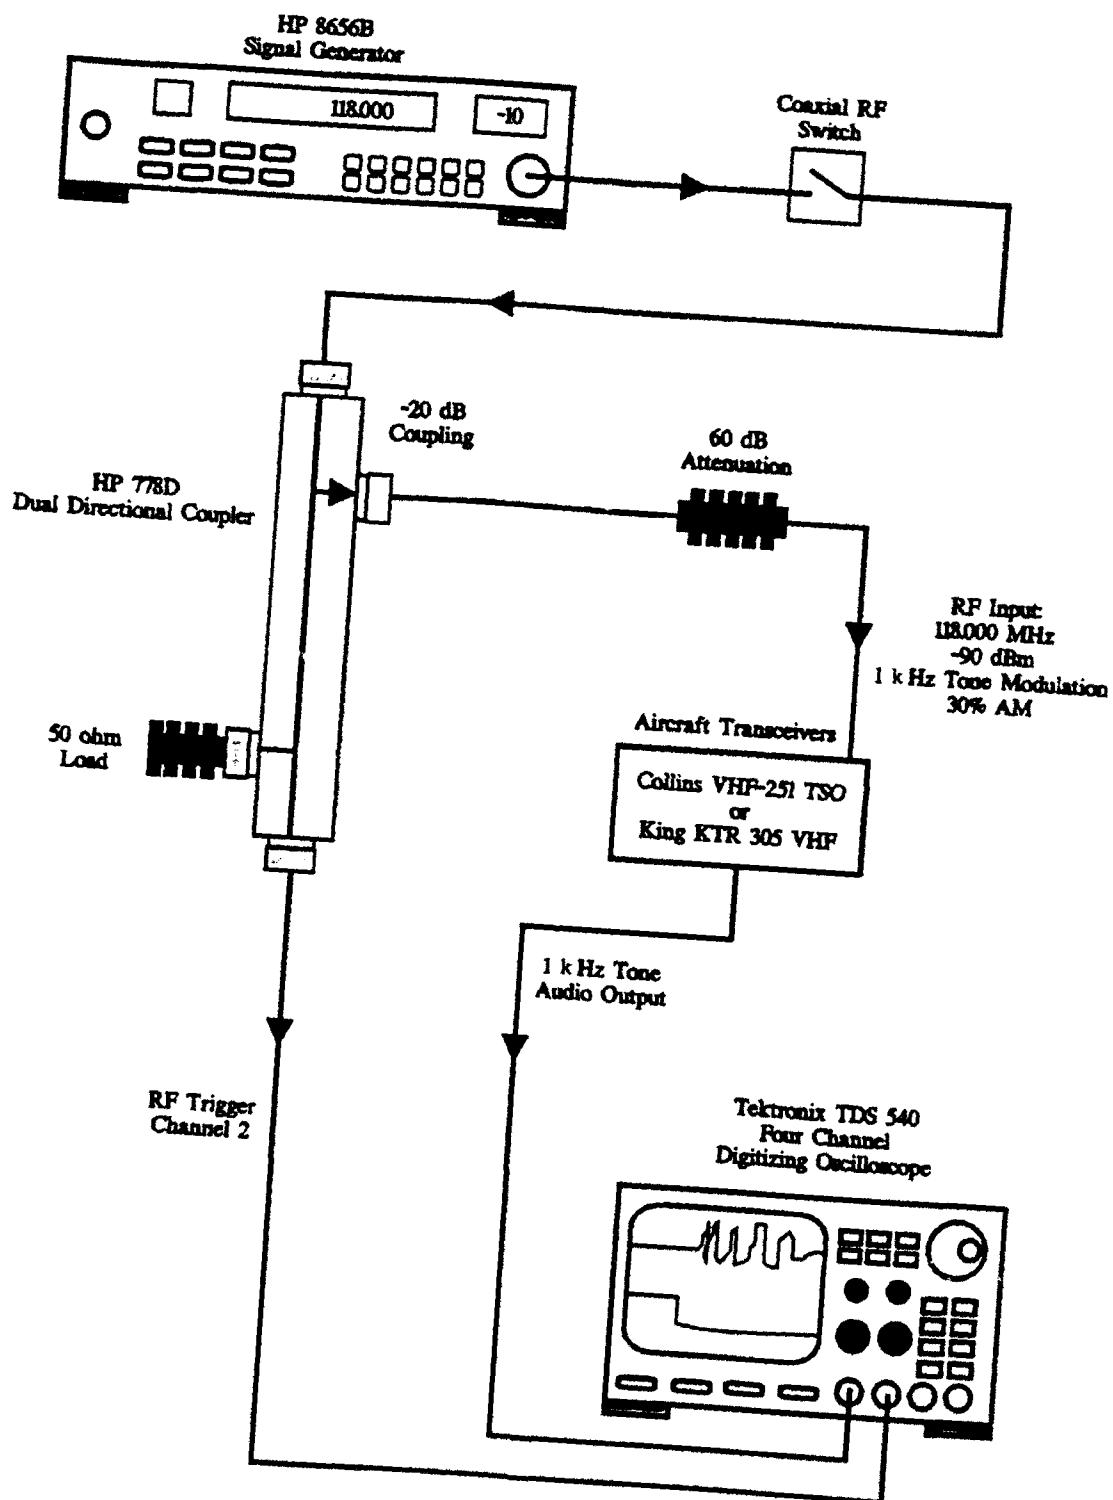 HP 8656B
Signal Generator
118.000
-10
Coaxial RF
Switch
-20 dB
Coupling
60 dB
Attenuation
HP 778D
Dual Directional Coupler
RF Input:
118.000 MHz
-90 dBm
1 kHz Tone Modulation
30% AM
50 ohm
Load
Aircraft Transceivers
Collins VHF-251 TSO
or
King KTR 305 VHF
1 kHz Tone
Audio Output
RF Trigger
Channel 2
Tektronix TDS 540
Four Channel
Digitizing Oscilloscope